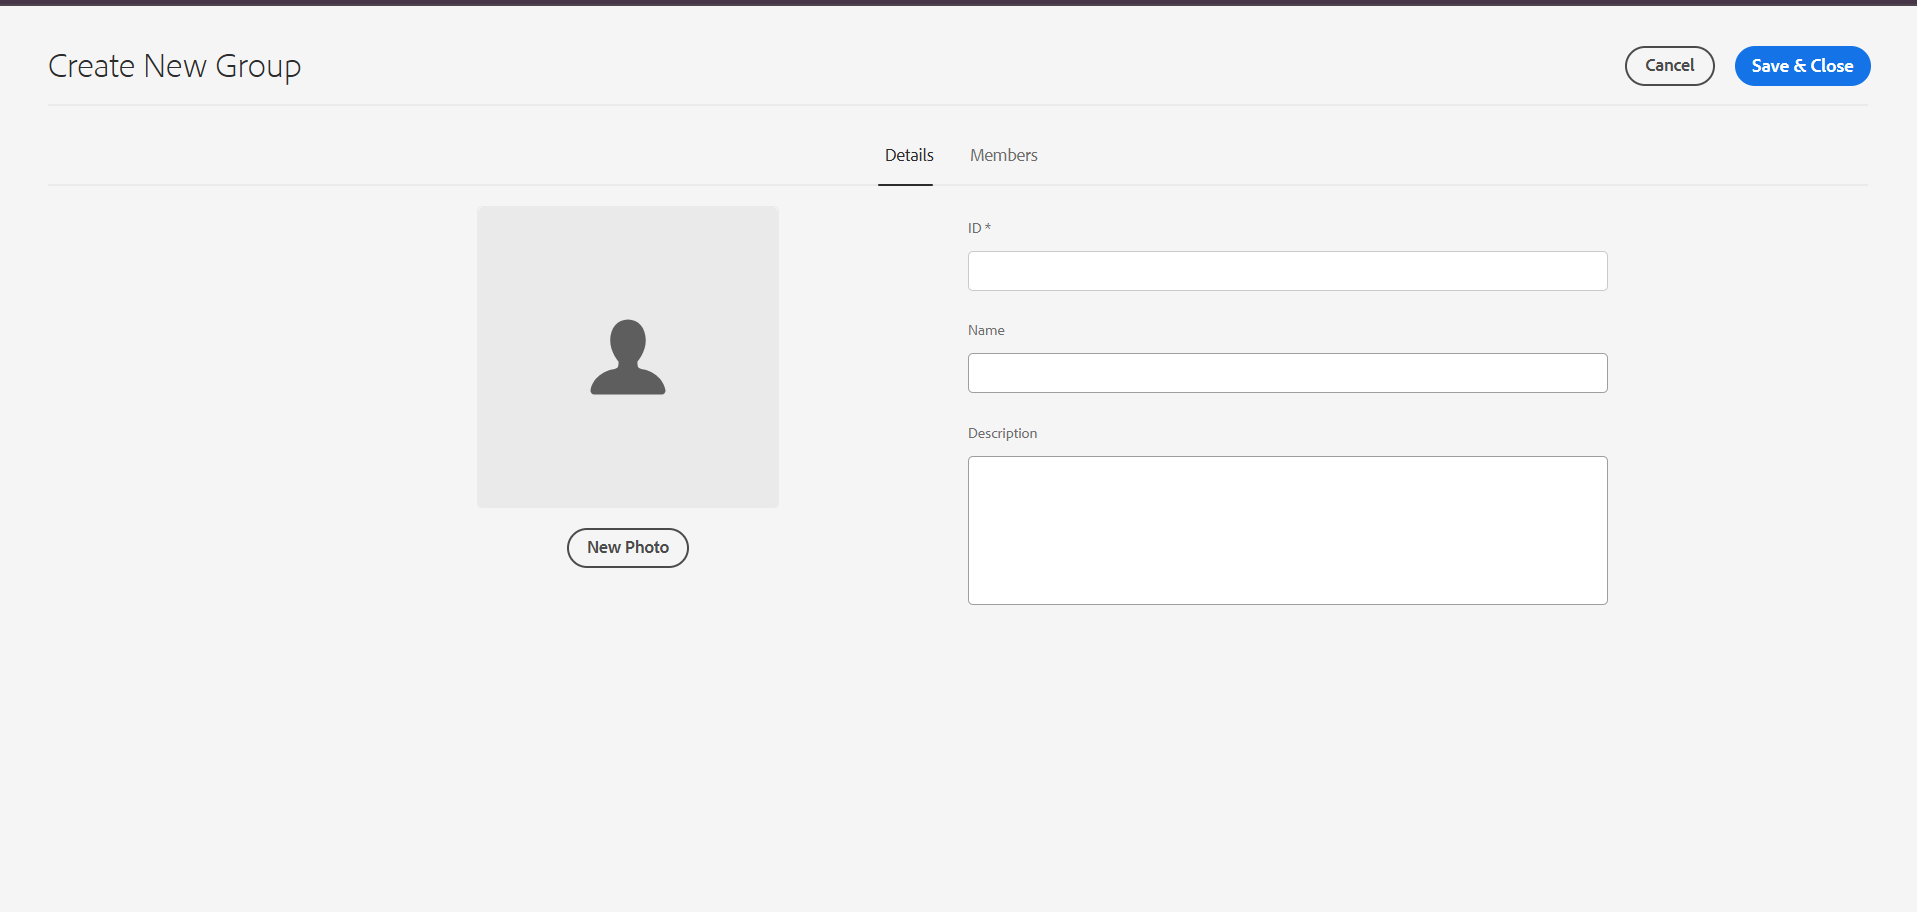 Create New Group
Cancel
Save & Close
Details
Members
ID *
Name
Description
New Photo